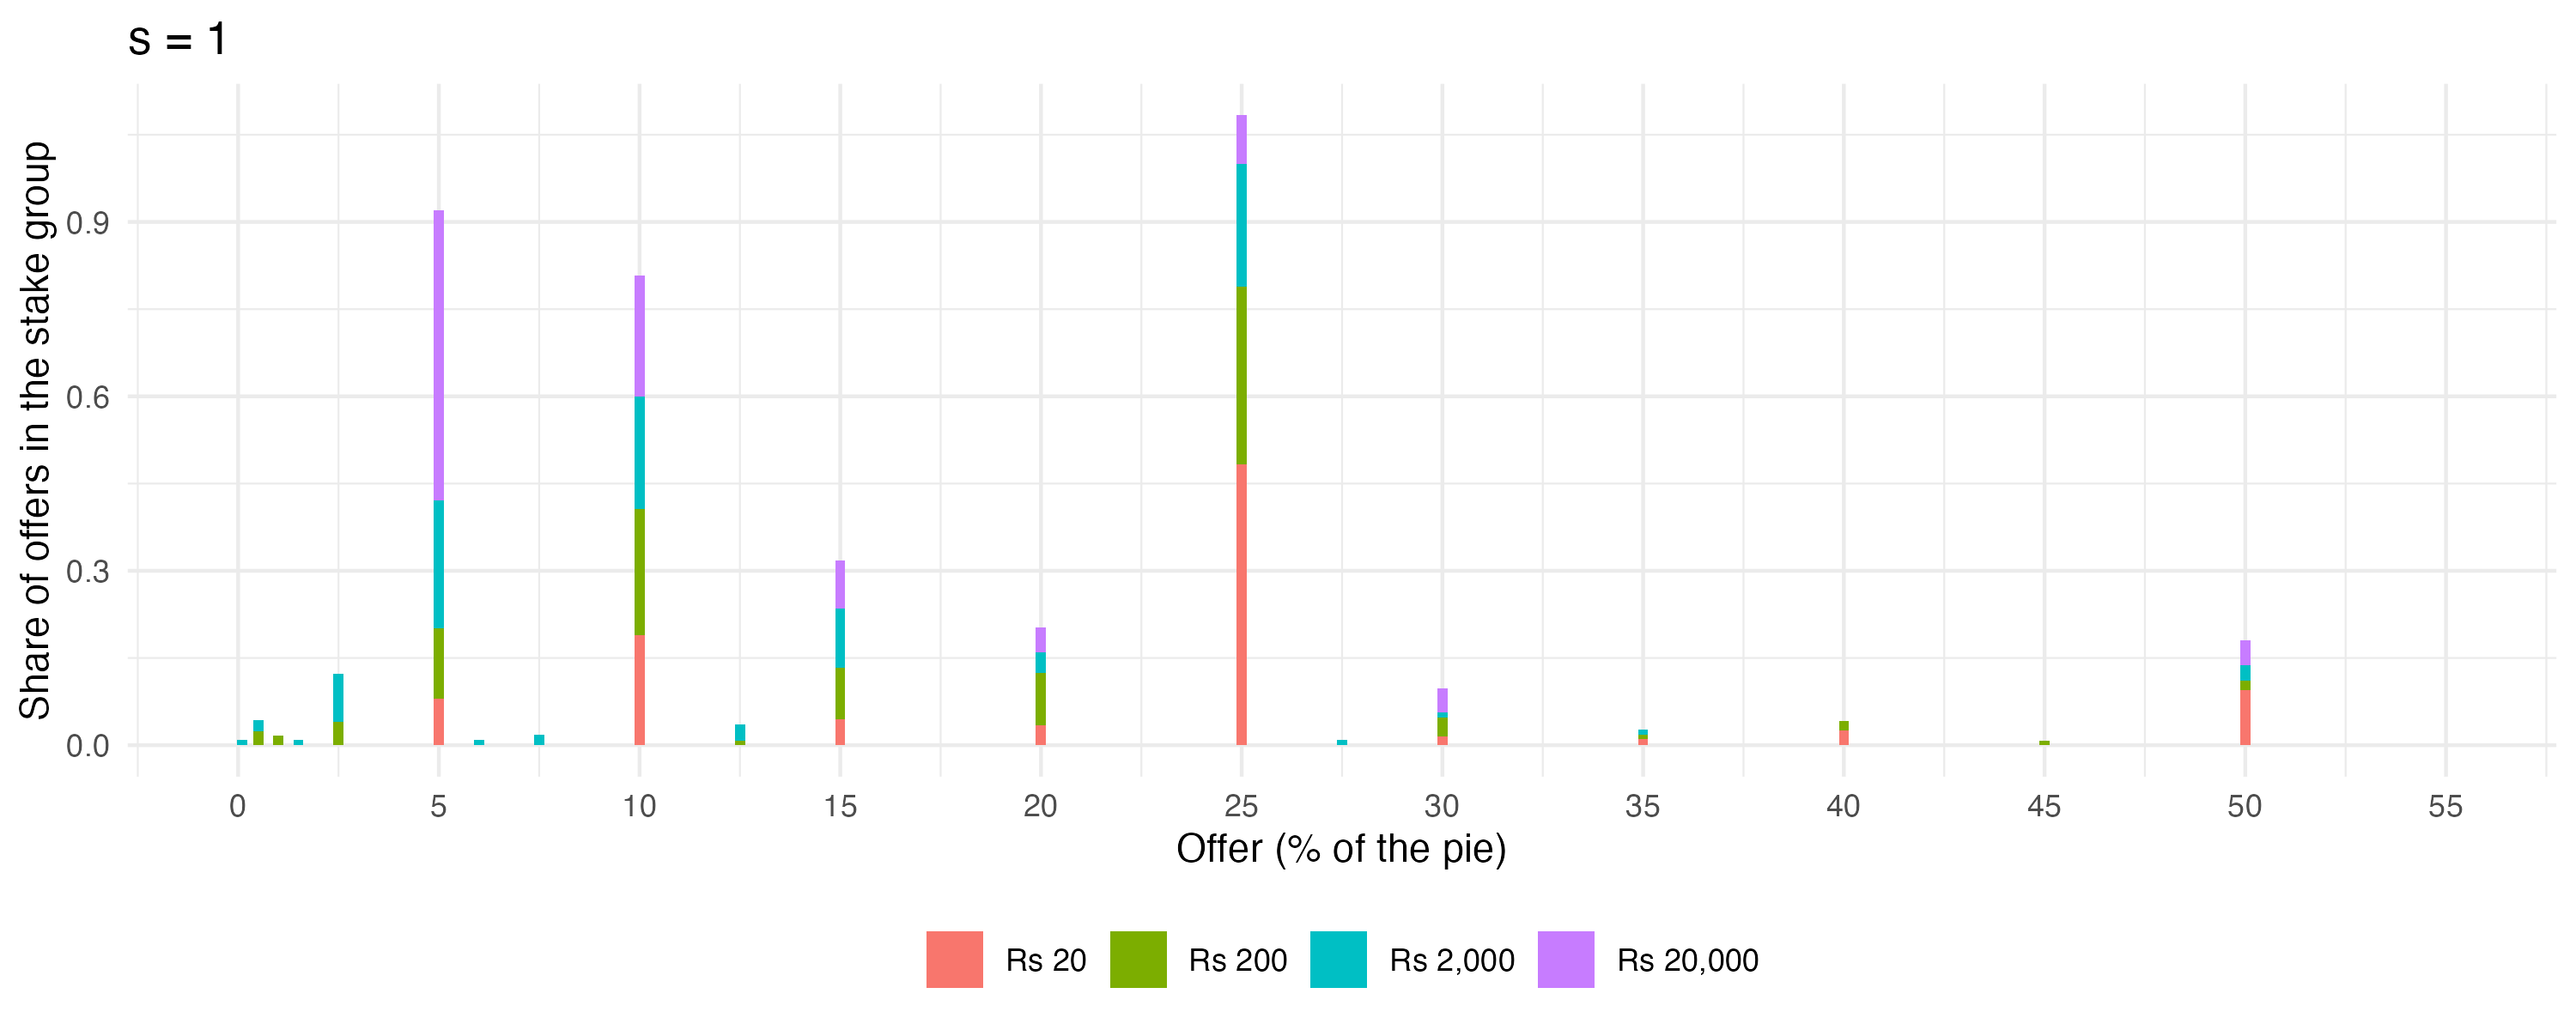 s = 1
Share of offers in the stake group
0.9
0.6
0.3
0.0
0 5 10 15 20 25 30 35 40 45 50 55
Offer (% of the pie)
Rs 20 Rs 200 Rs 2,000 Rs 20,000